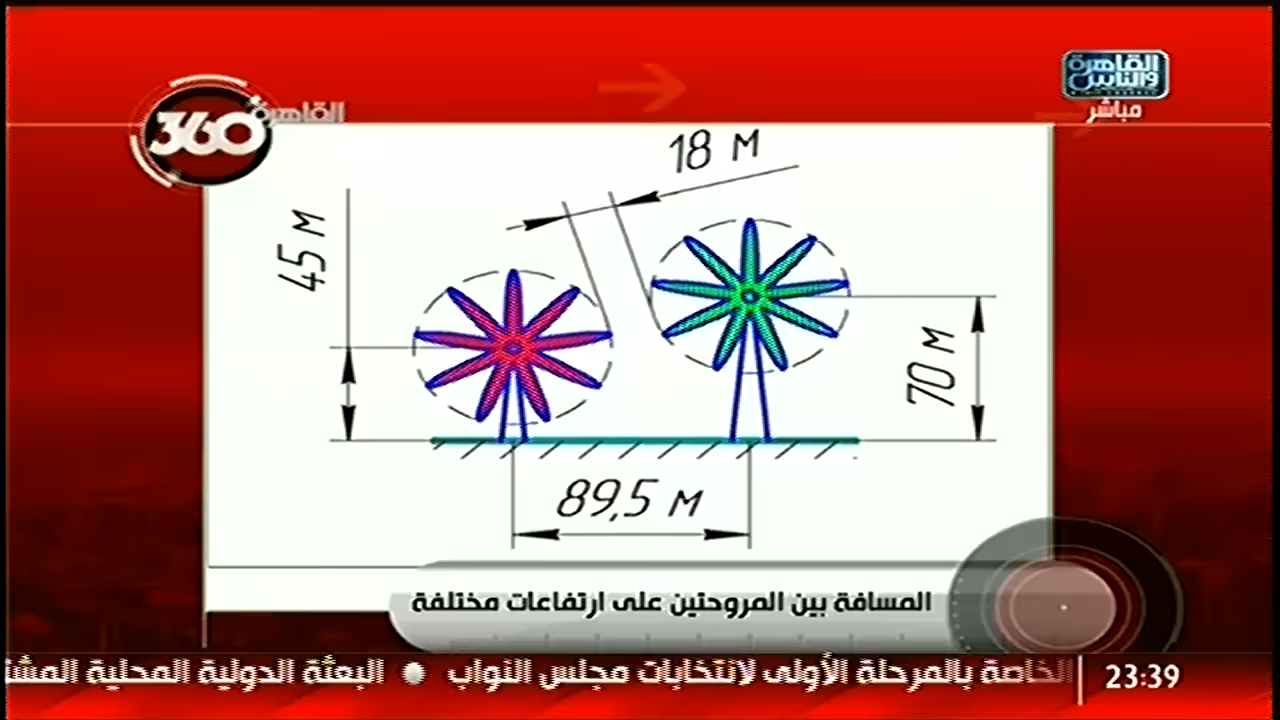 القاهرة
والناس
مباشر
القاهرة
360
18 м
45 м
70 м
89,5 м
المسافة بين المروحتين على ارتفاعات مختلفة
الخاصة بالمرحلة الأولى لانتخابات مجلس النواب ● البعثة الدولية المحلية
23:39